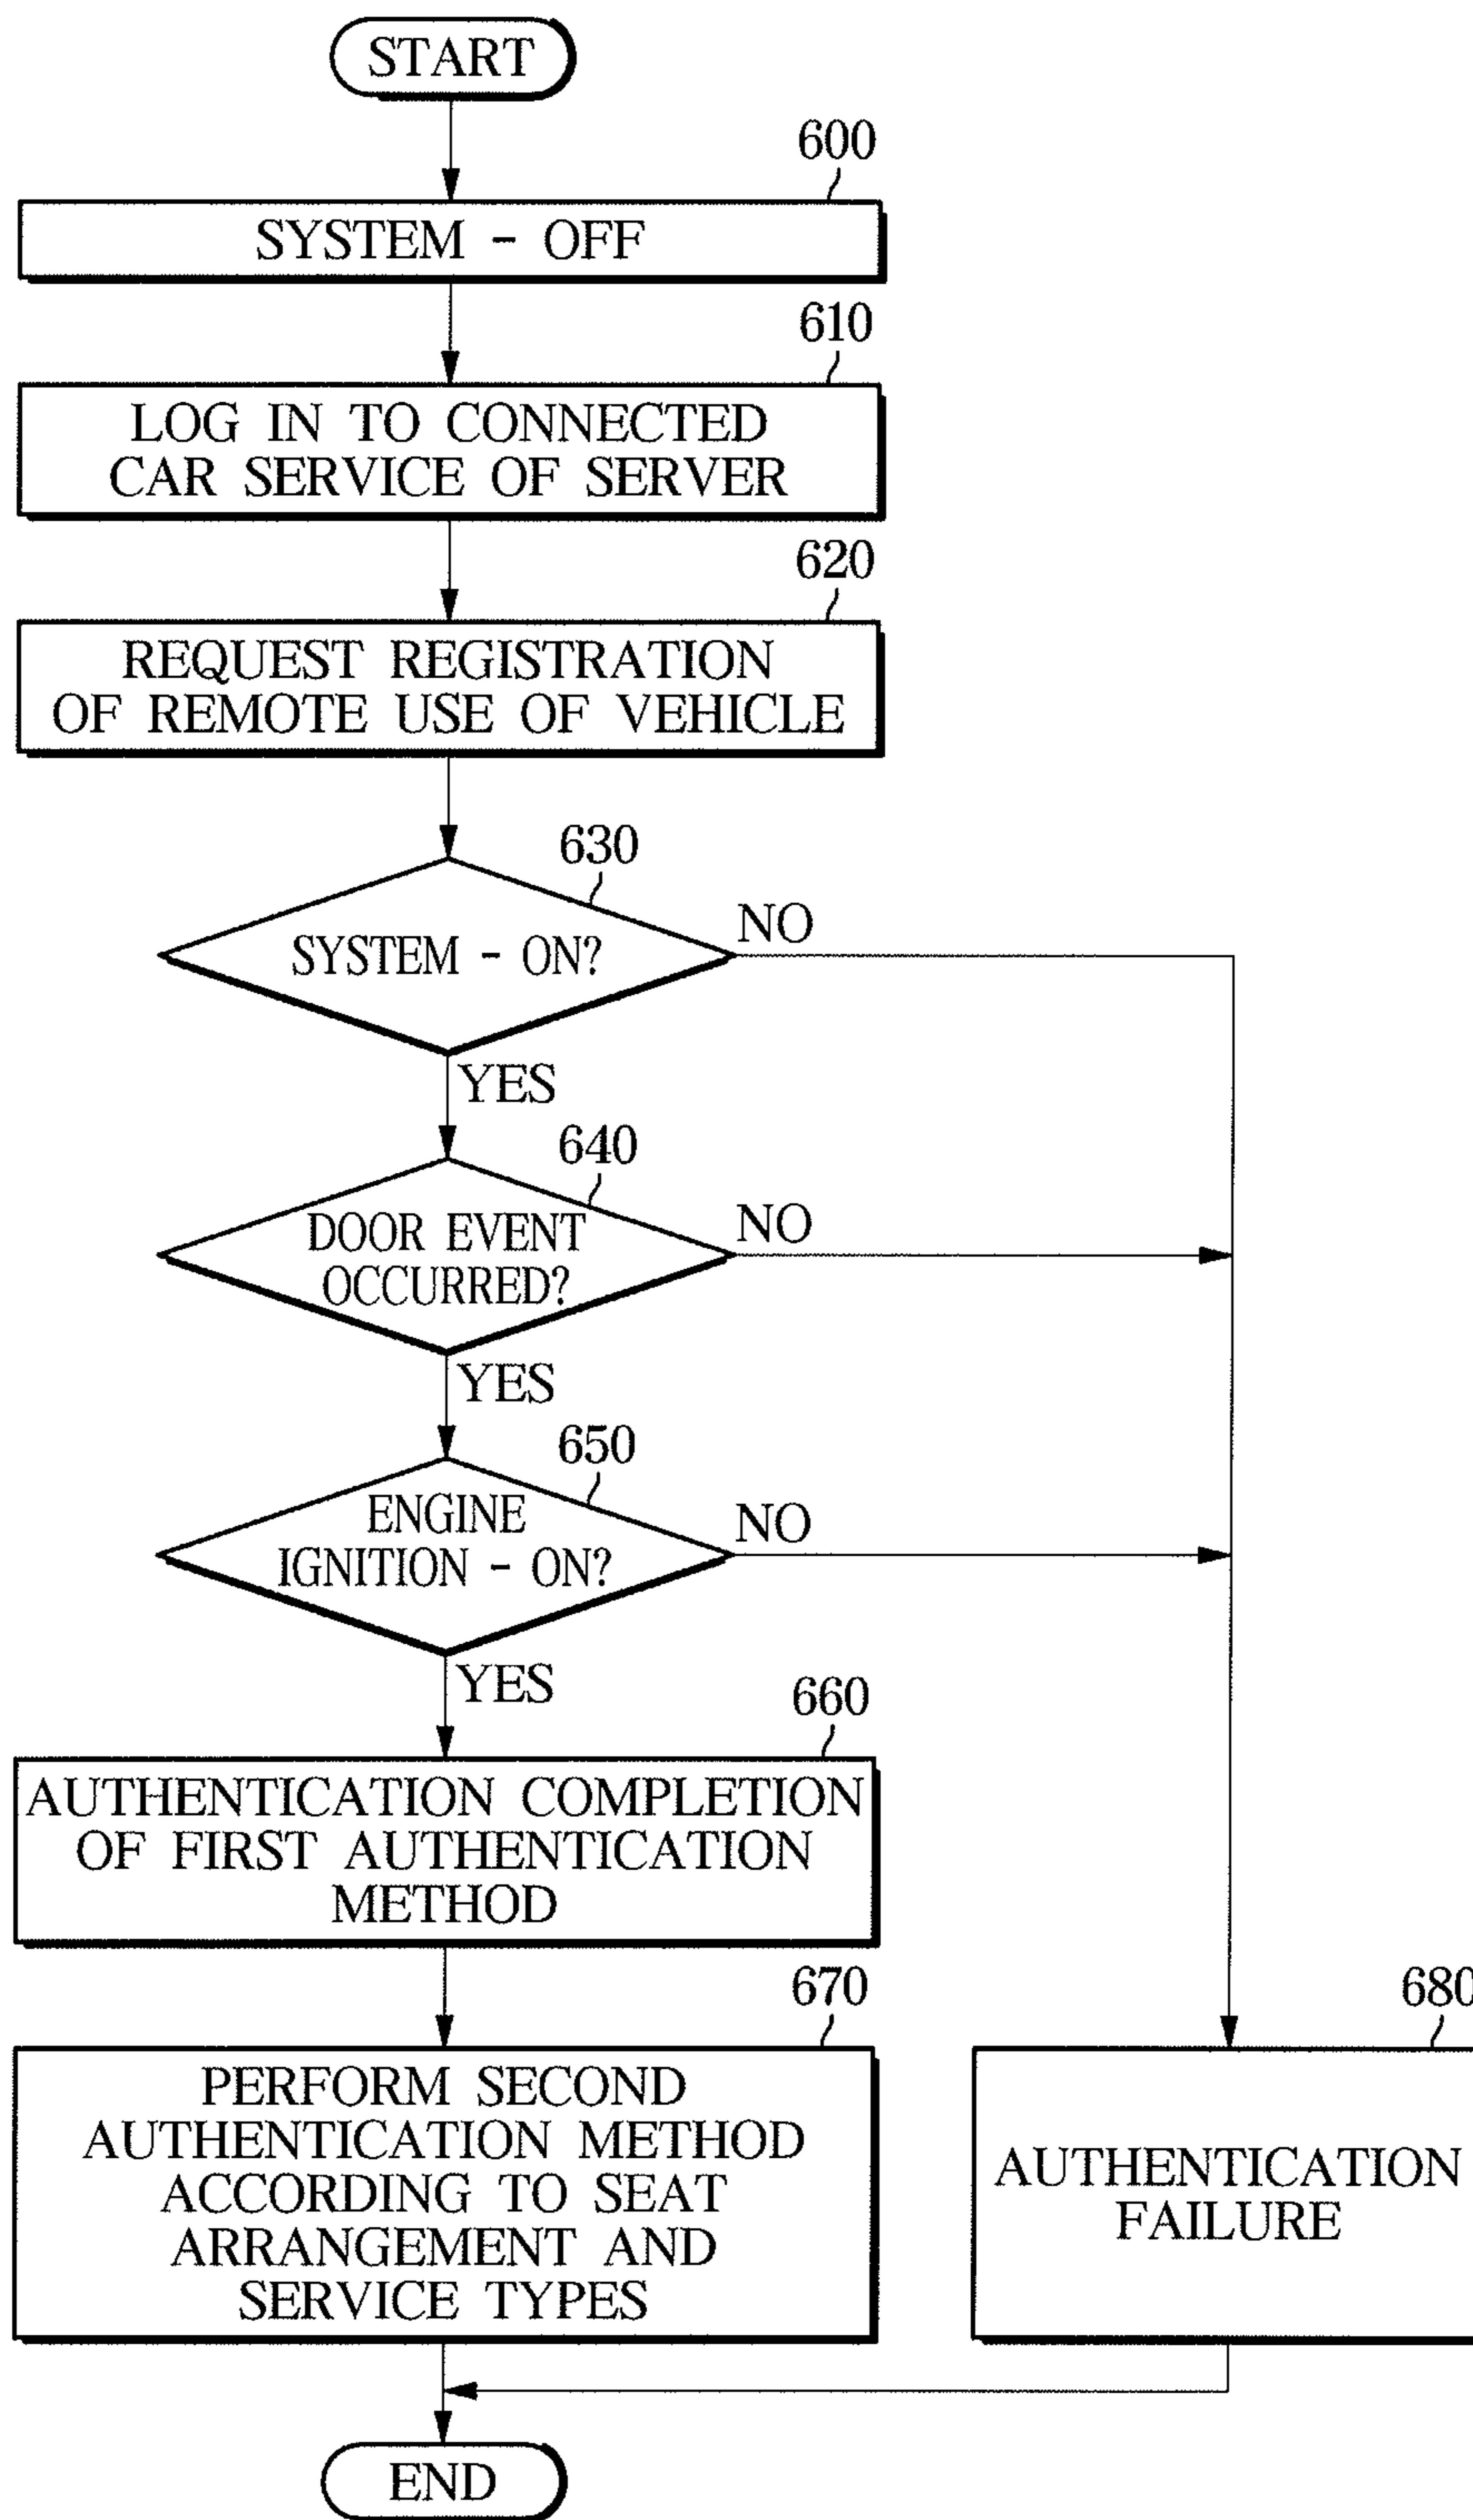 START
600
SYSTEM - OFF
610
LOG IN TO CONNECTED
CAR SERVICE OF SERVER
620
REQUEST REGISTRATION
OF REMOTE USE OF VEHICLE
630
SYSTEM - ON?
NO
YES
640
DOOR EVENT
OCCURRED?
NO
YES
650
ENGINE
IGNITION - ON?
NO
YES
660
AUTHENTICATION COMPLETION
OF FIRST AUTHENTICATION
METHOD
670
PERFORM SECOND
AUTHENTICATION METHOD
ACCORDING TO SEAT
ARRANGEMENT AND
SERVICE TYPES
680
AUTHENTICATION
FAILURE
END